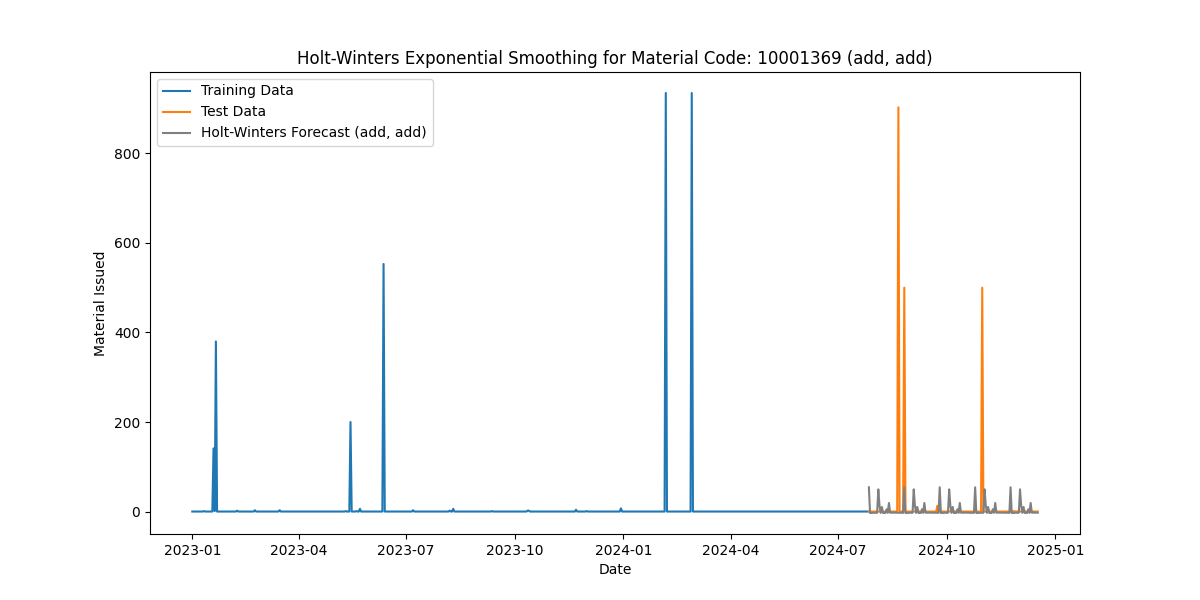 Holt-Winters Exponential Smoothing for Material Code: 10001369 (add, add)
Training Data
Test Data
Holt-Winters Forecast (add, add)
Material Issued
800
600
400
200
0
2023-01 2023-04 2023-07 2023-10 2024-01 2024-04 2024-07 2024-10 2025-01
Date